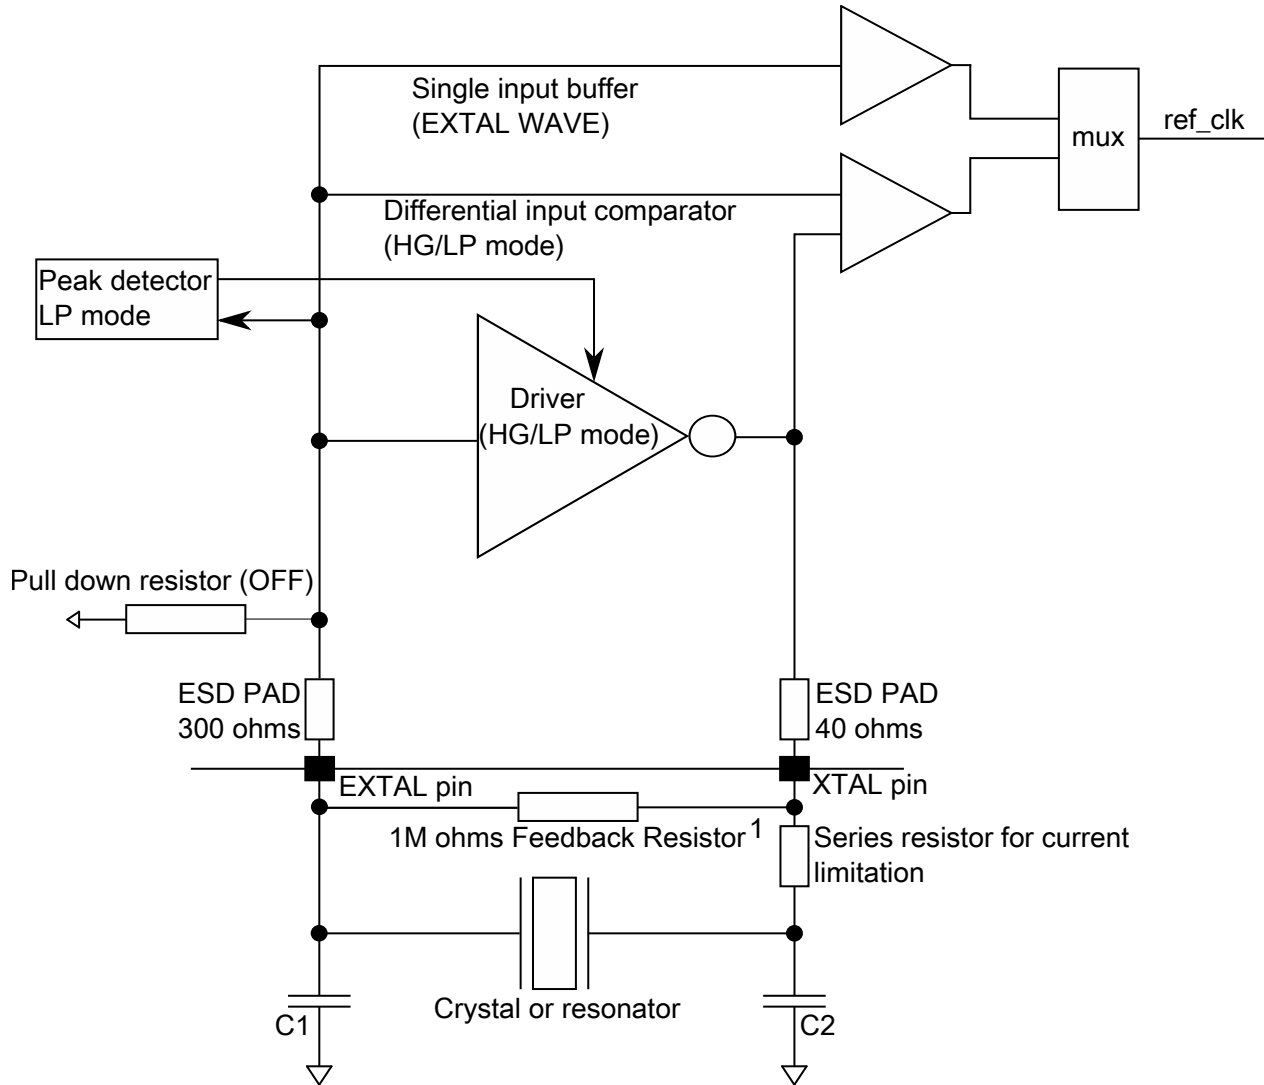 Single input buffer
(EXTAL WAVE)
ref_clk
mux
Differential input comparator
(HG/LP mode)
Peak detector
LP mode
Driver
(HG/LP mode)
Pull down resistor (OFF)
ESD PAD
300 ohms
ESD PAD
40 ohms
EXTAL pin
XTAL pin
1M ohms Feedback Resistor 1
Series resistor for current
limitation
Crystal or resonator
C1
C2